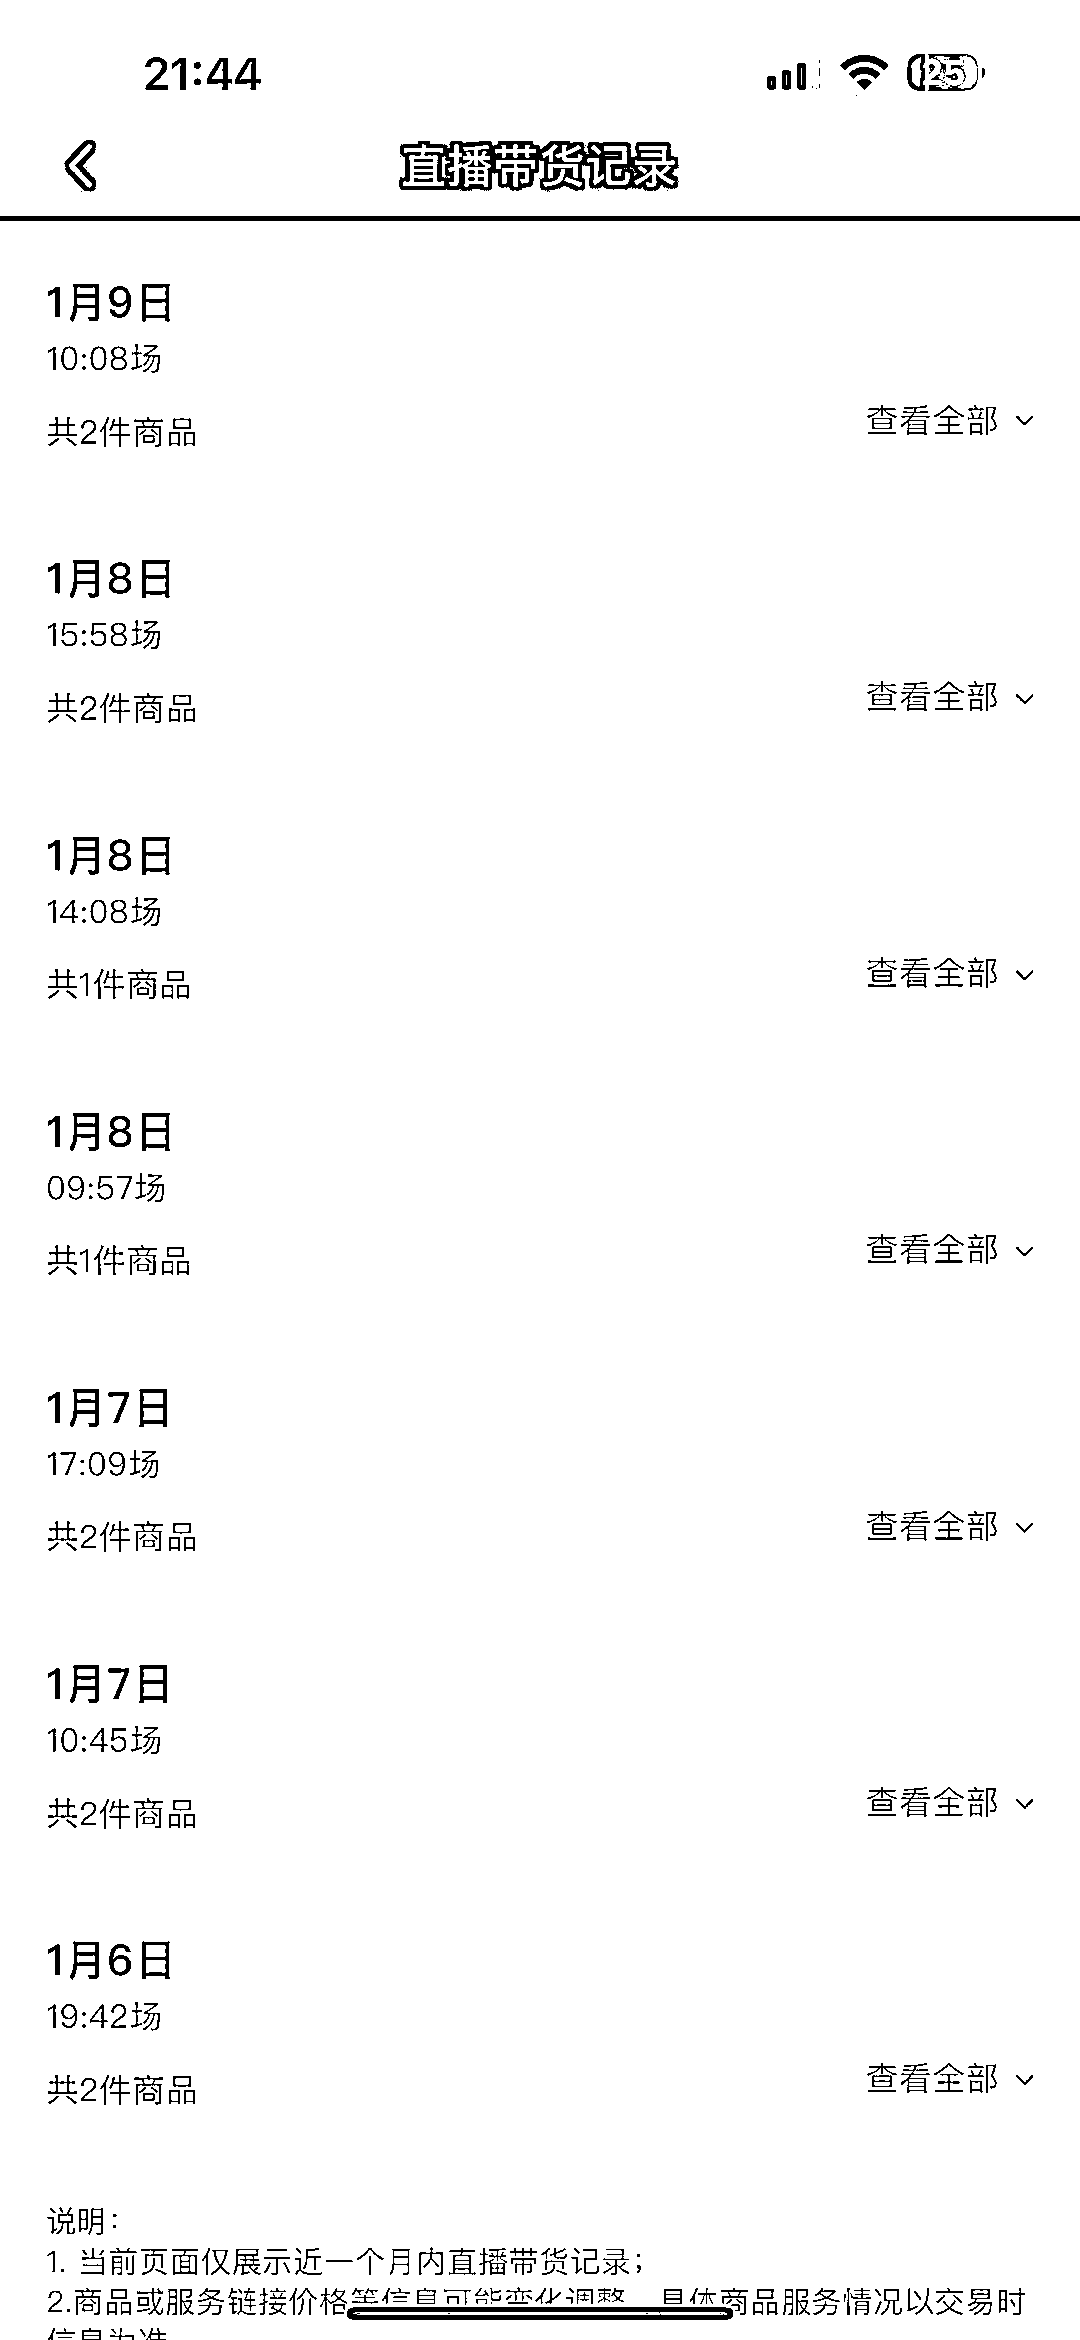 21:44
25
直播带货记录
1月9日
10:08场
共2件商品
查看全部
1月8日
15:58场
共2件商品
查看全部
1月8日
14:08场
共1件商品
查看全部
1月8日
09:57场
共1件商品
查看全部
1月7日
17:09场
共2件商品
查看全部
1月7日
10:45场
共2件商品
查看全部
1月6日
19:42场
共2件商品
查看全部
说明：
1. 当前页面仅展示近一个月内直播带货记录；
2.商品或服务链接价格等信息可能变化调整，具体商品服务情况以交易时
信息为准